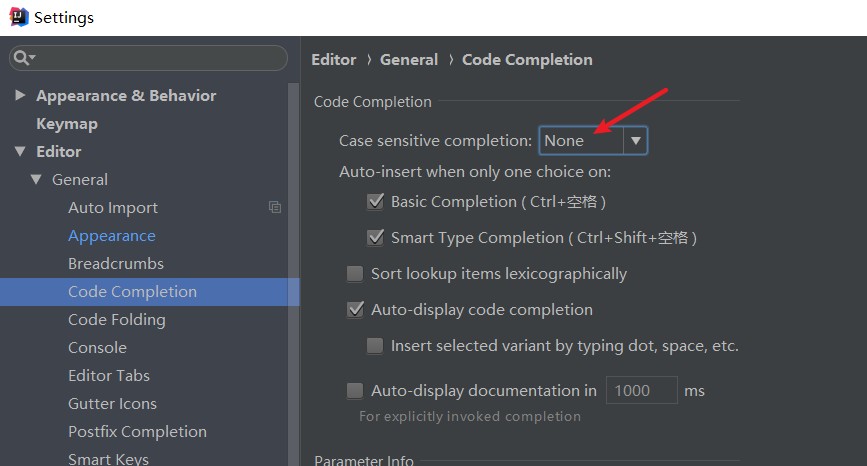 Settings
Appearance & Behavior
Keymap
Editor
General
Auto Import
Appearance
Breadcrumbs
Code Completion
Code Folding
Console
Editor Tabs
Gutter Icons
Postfix Completion
Smart Keys
Editor › General › Code Completion
Code Completion
Case sensitive completion: None
Auto-insert when only one choice on:
Basic Completion ( Ctrl+空格 )
Smart Type Completion ( Ctrl+Shift+空格 )
Sort lookup items lexicographically
Auto-display code completion
Insert selected variant by typing dot, space, etc.
Auto-display documentation in 1000 ms
For explicitly invoked completion
Parameter Info